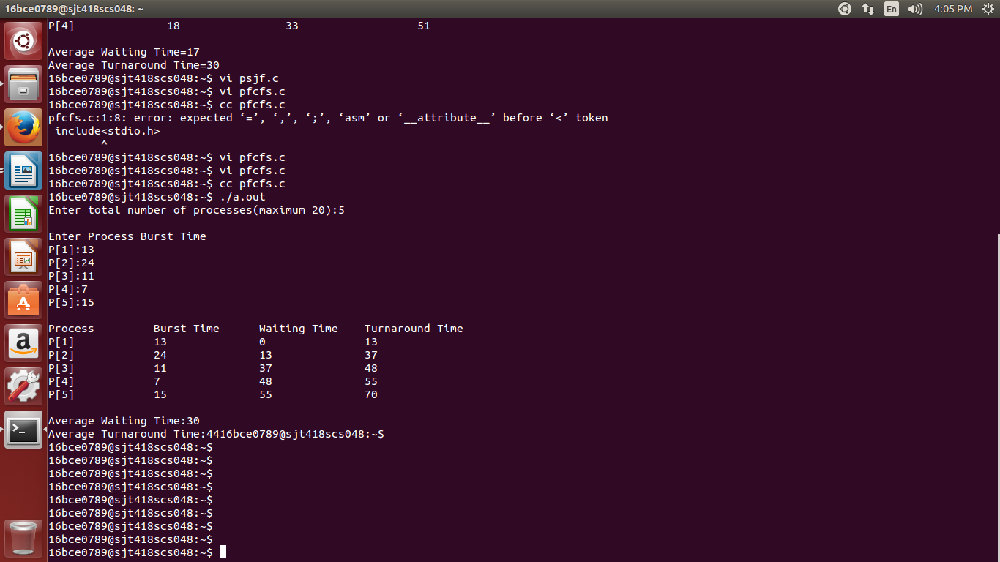 16bce0789@sjt418scs048: ~
En
4:05 PM
P[4] 18 33 51
Average Waiting Time=17
Average Turnaround Time=30
16bce0789@sjt418scs048:~$ vi psjf.c
16bce0789@sjt418scs048:~$ vi pfcfs.c
16bce0789@sjt418scs048:~$ cc pfcfs.c
pfcfs.c:1:8: error: expected ‘=’, ‘,’, ‘;’, ‘asm’ or ‘__attribute__’ before ‘<’ token
include<stdio.h>
^
16bce0789@sjt418scs048:~$ vi pfcfs.c
16bce0789@sjt418scs048:~$ vi pfcfs.c
16bce0789@sjt418scs048:~$ cc pfcfs.c
16bce0789@sjt418scs048:~$ ./a.out
Enter total number of processes(maximum 20):5
Enter Process Burst Time
P[1]:13
P[2]:24
P[3]:11
P[4]:7
P[5]:15
Process Burst Time Waiting Time Turnaround Time
P[1] 13 0 13
P[2] 24 13 37
P[3] 11 37 48
P[4] 7 48 55
P[5] 15 55 70
Average Waiting Time:30
Average Turnaround Time:4416bce0789@sjt418scs048:~$
16bce0789@sjt418scs048:~$
16bce0789@sjt418scs048:~$
16bce0789@sjt418scs048:~$
16bce0789@sjt418scs048:~$
16bce0789@sjt418scs048:~$
16bce0789@sjt418scs048:~$
16bce0789@sjt418scs048:~$
16bce0789@sjt418scs048:~$
16bce0789@sjt418scs048:~$